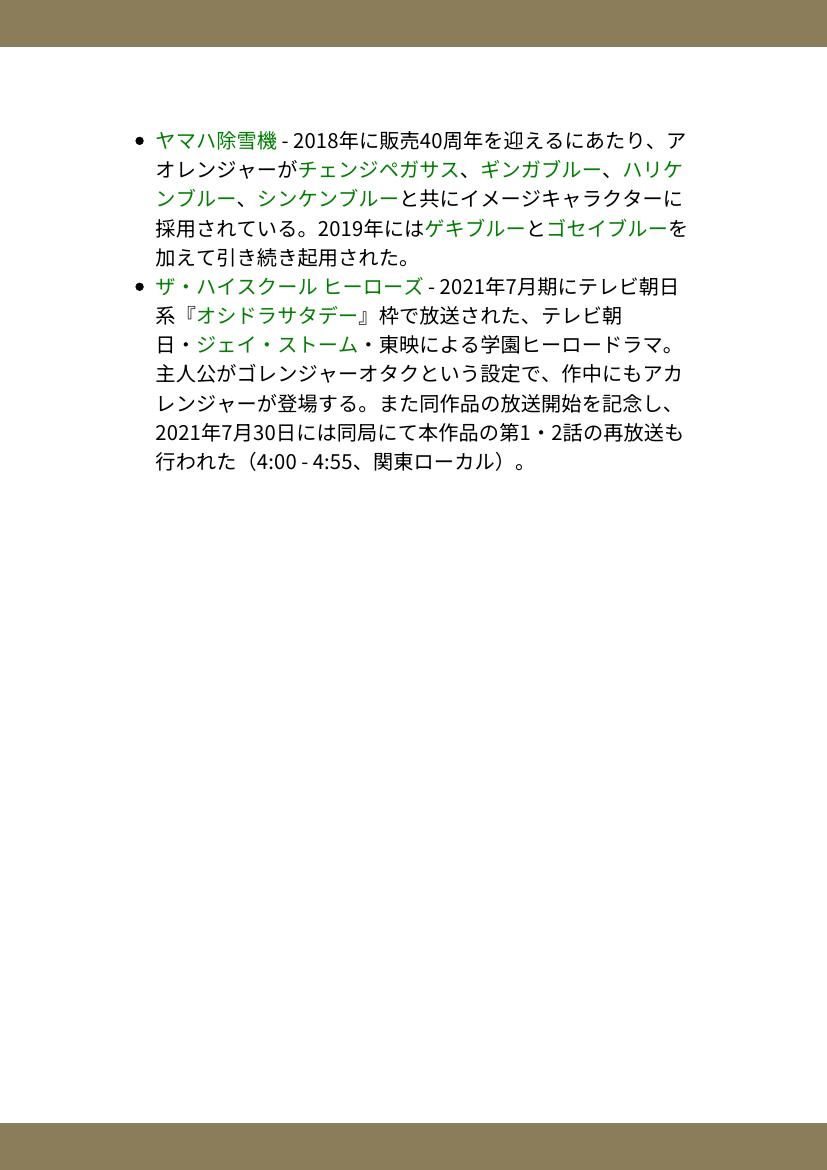 • ヤマハ除雪機 - 2018年に販売40周年を迎えるにあたり、ア
オレンジャーがチェンジペガサス、ギンガブルー、ハリケ
ンブルー、シンケンブルーと共にイメージキャラクターに
採用されている。2019年にはゲキブルーとゴセイブルーを
加えて引き続き起用された。
• ザ・ハイスクール ヒーローズ - 2021年7月期にテレビ朝日
系『オシドラサタデー』枠で放送された、テレビ朝
日・ジェイ・ストーム・東映による学園ヒーロードラマ。
主人公がゴレンジャーオタクという設定で、作中にもアカ
レンジャーが登場する。また同作品の放送開始を記念し、
2021年7月30日には同局にて本作品の第1・2話の再放送も
行われた（4:00 - 4:55、関東ローカル）。